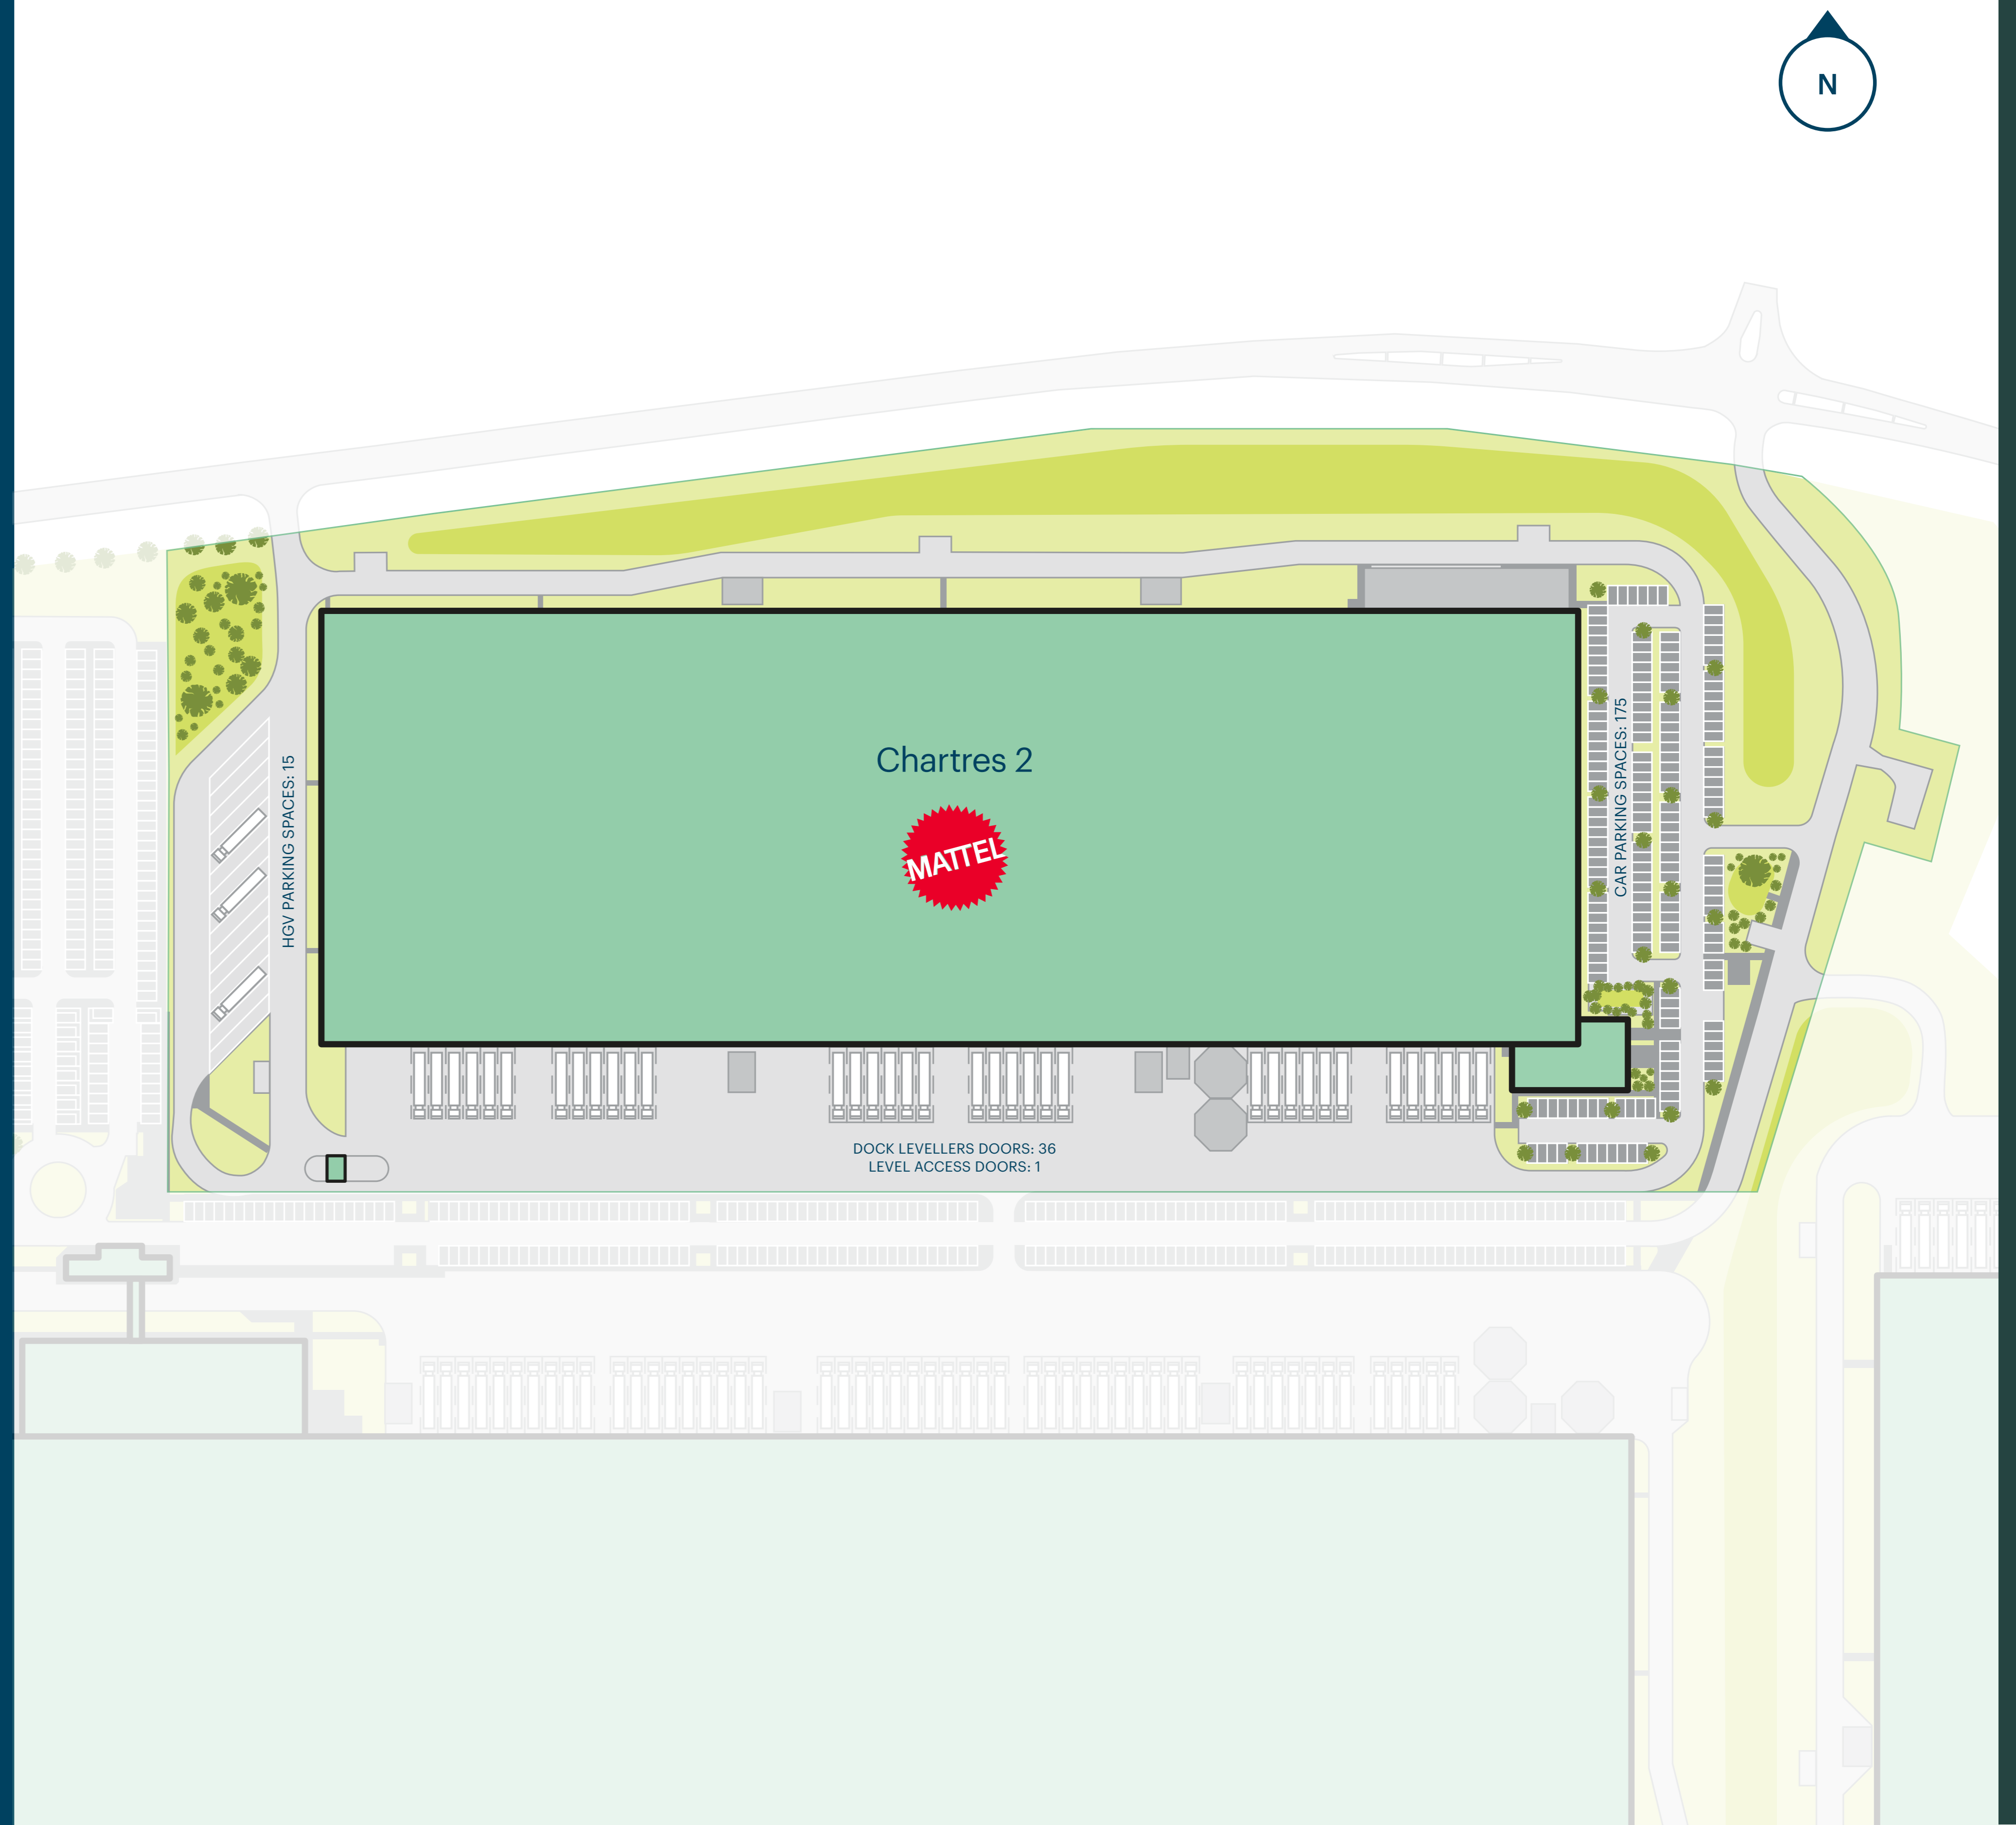 N
Chartres 2
MATTEL
HGV PARKING SPACES: 15
CAR PARKING SPACES: 175
DOCK LEVELLERS DOORS: 36
LEVEL ACCESS DOORS: 1